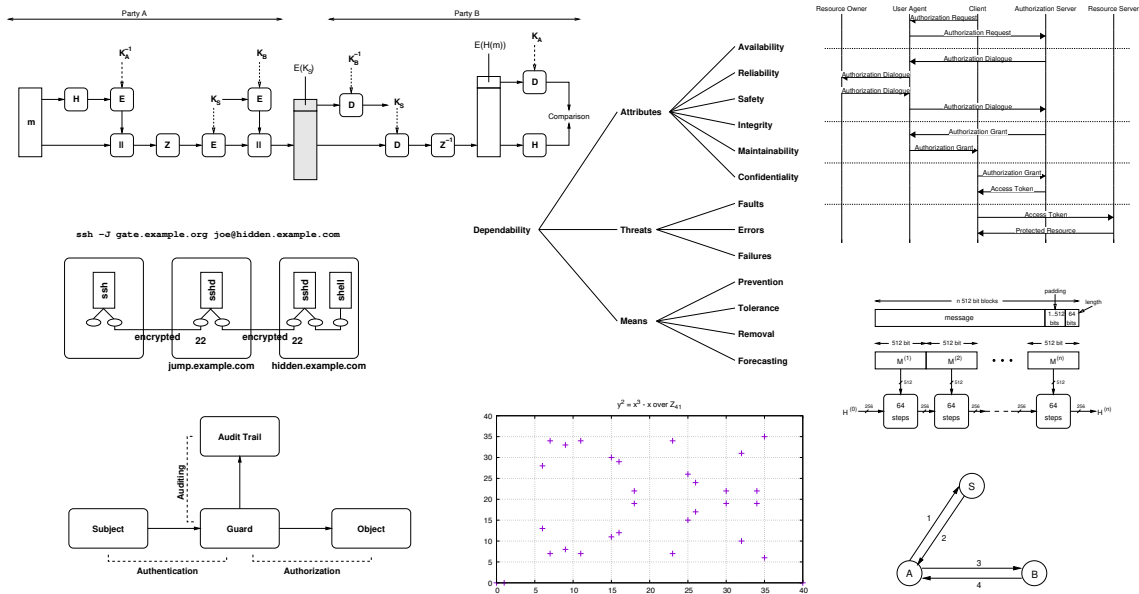 Party A
Party B
K_A^-1
K_B
E(K_S)
K_B^-1
E(H(m))
K_A
m
H
E
K_S
E
D
K_S
D
Comparison
II
Z
E
II
D
Z^-1
H
Dependability
Attributes
Availability
Reliability
Safety
Integrity
Maintainability
Confidentiality
Threats
Faults
Errors
Failures
Means
Prevention
Tolerance
Removal
Forecasting
Resource Owner
User Agent
Client
Authorization Server
Resource Server
Authorization Request
Authorization Request
Authorization Dialogue
Authorization Dialogue
Authorization Dialogue
Authorization Dialogue
Authorization Grant
Authorization Grant
Authorization Grant
Access Token
Access Token
Protected Resource
ssh -J gate.example.org joe@hidden.example.com
ssh
sshd
sshd
shell
encrypted
22
encrypted
22
jump.example.com
hidden.example.com
n 512 bit blocks
padding
length
message
1...512 bits
64 bits
512 bit
512 bit
512 bit
M^(1)
M^(2)
M^(n)
512
512
512
H^(0)
256
64 steps
256
64 steps
256
256
64 steps
256
H^(n)
Audit Trail
Auditing
Subject
Guard
Object
Authentication
Authorization
y^2 = x^3 - x over Z_41
40
35
30
25
20
15
10
5
0
0
5
10
15
20
25
30
35
40
S
1
2
A
3
4
B